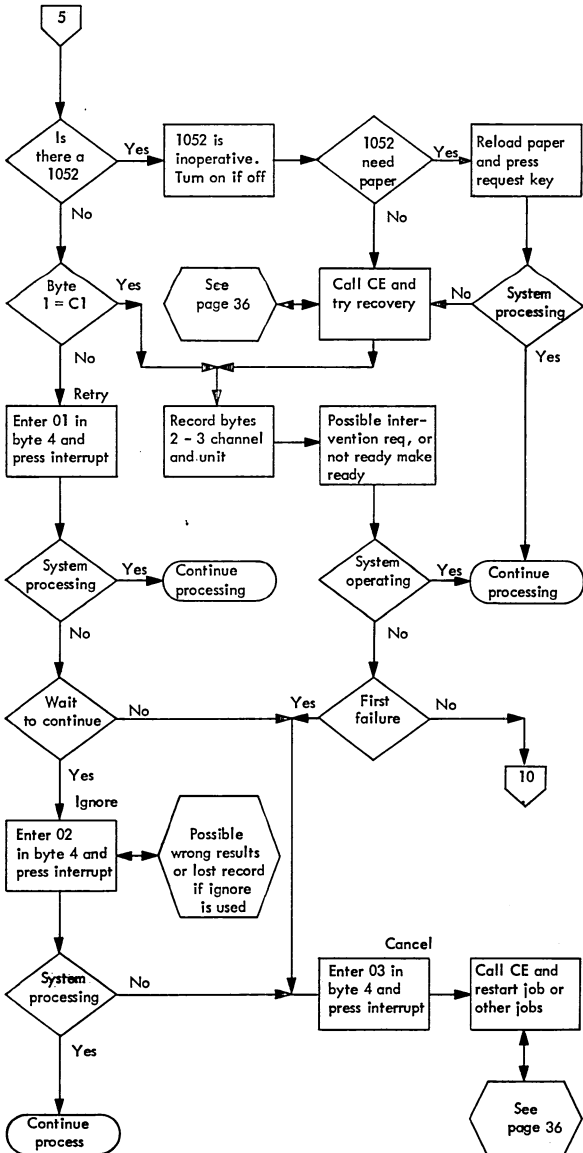 5
Is
there a
1052
Yes
1052 is
inoperative.
Turn on if off
1052
need
paper
Yes
Reload paper
and press
request key
No
No
Byte
1 = C1
Yes
See
page 36
Call CE and
try recovery
No
System
processing
Yes
No
Retry
Enter 01 in
byte 4 and
press interrupt
Record bytes
2 - 3 channel
and unit
Possible inter-
vention req, or
not ready make
ready
System
processing
Yes
Continue
processing
System
operating
Yes
Continue
processing
No
No
Wait
to continue
No
Yes
First
failure
No
10
Yes
Ignore
Enter 02
in byte 4 and
press interrupt
Possible
wrong results
or lost record
if ignore
is used
System
processing
No
Cancel
Enter 03 in
byte 4 and
press interrupt
Call CE and
restart job or
other jobs
Yes
Continue
process
See
page 36